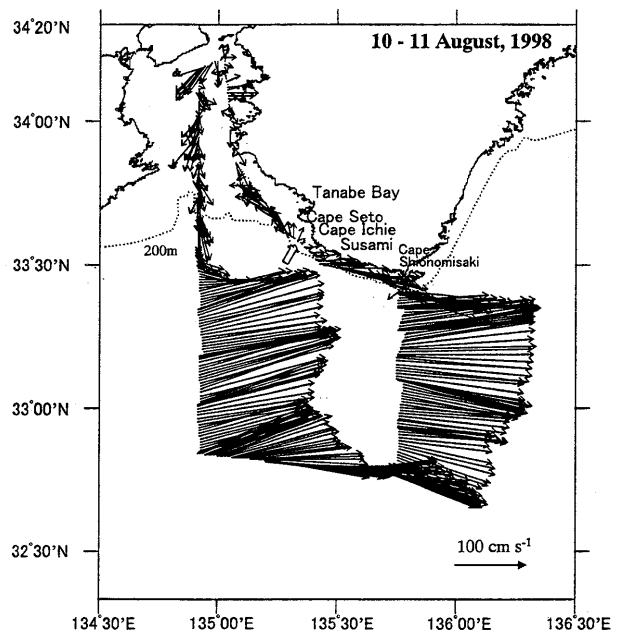 34°20'N
10 - 11 August, 1998
34°00'N
Tanabe Bay
Cape Seto
Cape Ichie
Susami
200m
Cape
Shionomisaki
33°30'N
33°00'N
32°30'N
100 cm s⁻¹
134°30'E
135°00'E
135°30'E
136°00'E
136°30'E